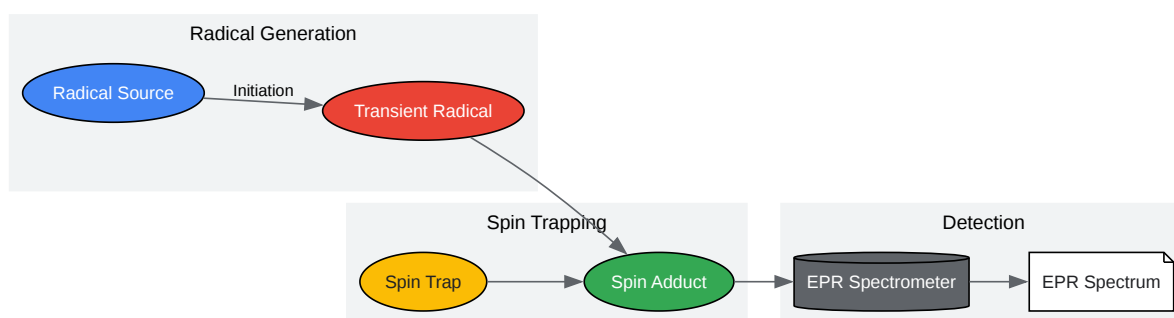 Radical Generation
Radical Source
Initiation
Transient Radical
Spin Trapping
Spin Trap
Spin Adduct
Detection
EPR Spectrometer
EPR Spectrum